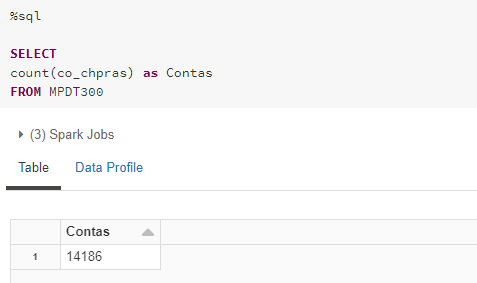 %sql
SELECT
count(co_chpras) as Contas
FROM MPDT300
(3) Spark Jobs
Table Data Profile
Contas
1 14186